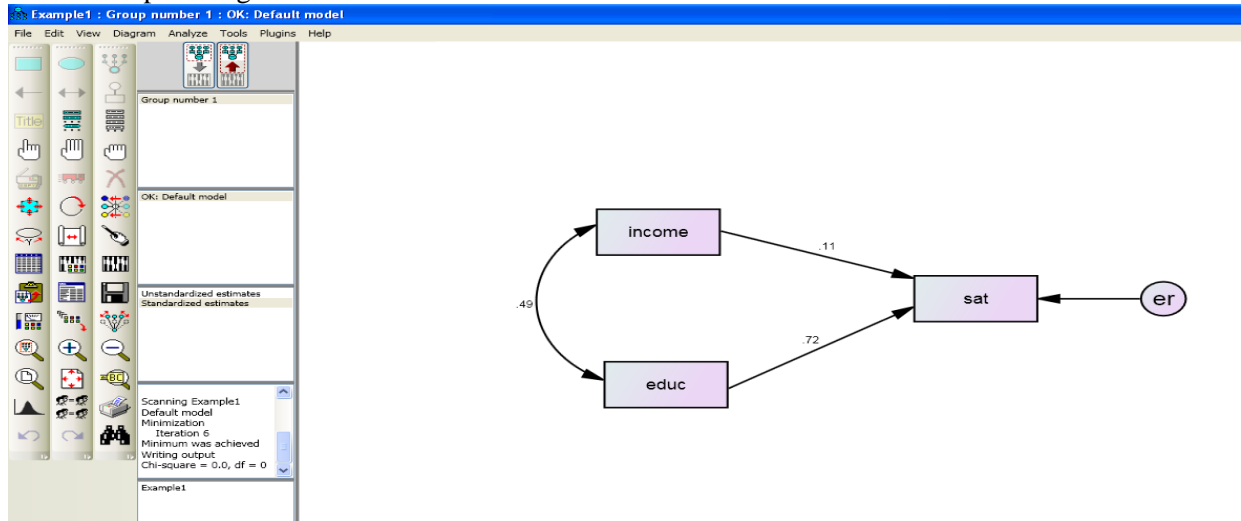 Example1 : Group number 1 : OK: Default model
File Edit View Diagram Analyze Tools Plugins Help
Title
Group number 1
OK: Default model
Unstandardized estimates
Standardized estimates
Scanning Example1
Default model
Minimization
Iteration 6
Minimum was achieved
Writing output
Chi-square = 0.0, df = 0
Example1
income
.11
sat
er
.49
.72
educ